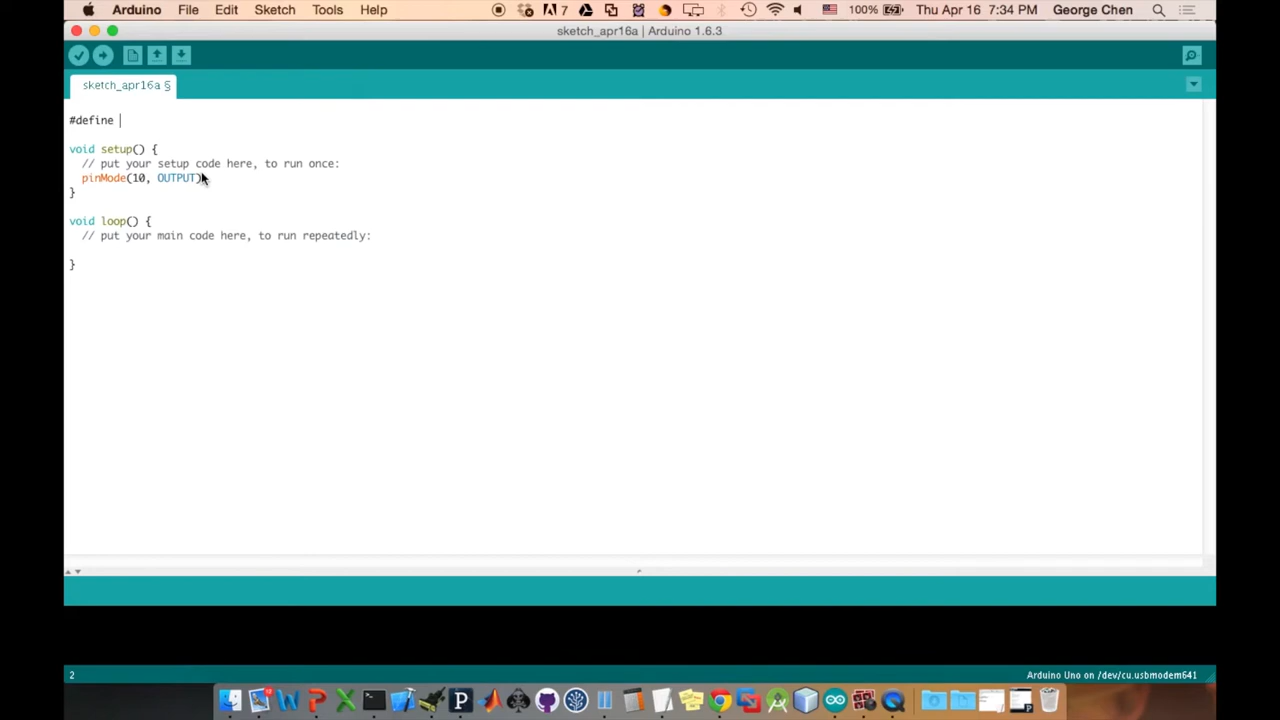 Arduino File Edit Sketch Tools Help 7 100% Thu Apr 16 7:34 PM George Chen
sketch_apr16a | Arduino 1.6.3
sketch_apr16a §
#define
void setup() {
// put your setup code here, to run once:
pinMode(10, OUTPUT)
}
void loop() {
// put your main code here, to run repeatedly:
}
2 Arduino Uno on /dev/cu.usbmodem641